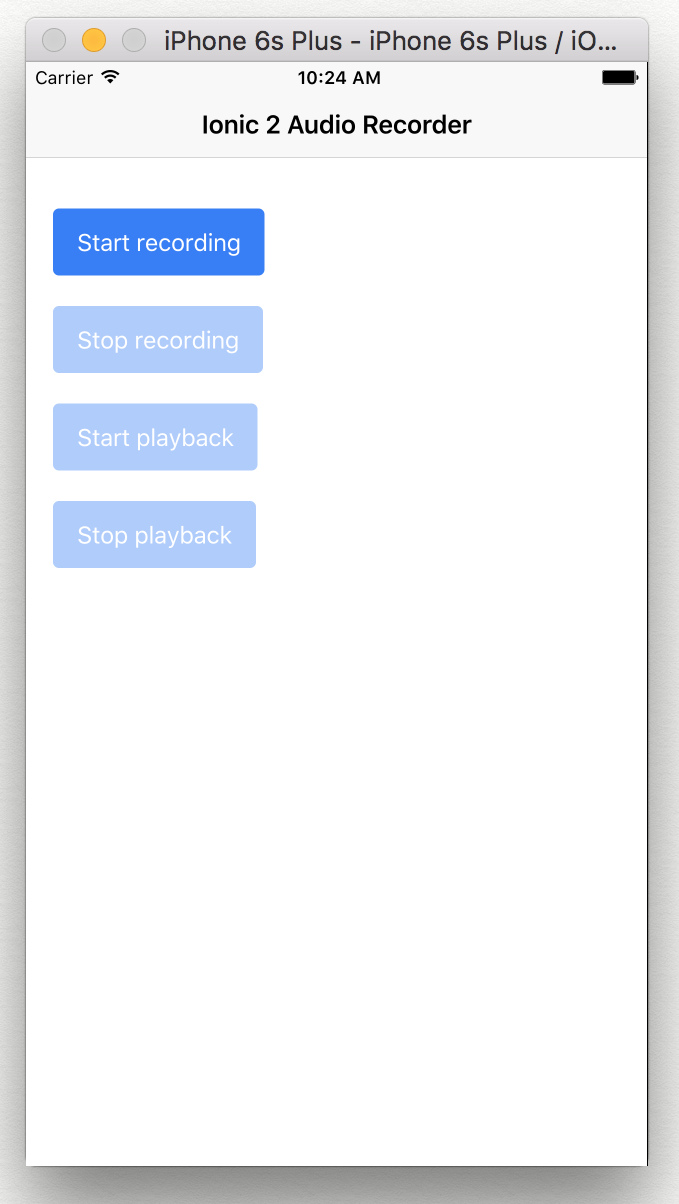 iPhone 6s Plus - iPhone 6s Plus / iO...
Carrier 10:24 AM
Ionic 2 Audio Recorder
Start recording
Stop recording
Start playback
Stop playback